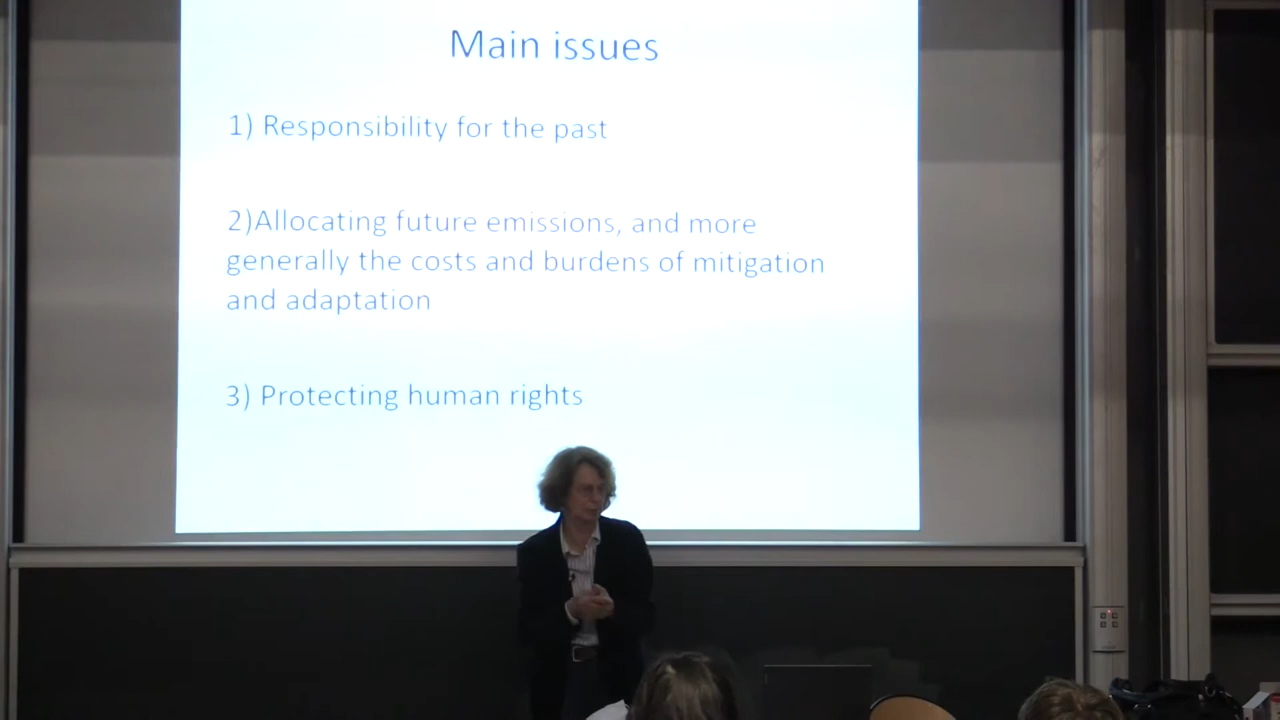 Main issues
1) Responsibility for the past
2)Allocating future emissions, and more
generally the costs and burdens of mitigation
and adaptation
3) Protecting human rights